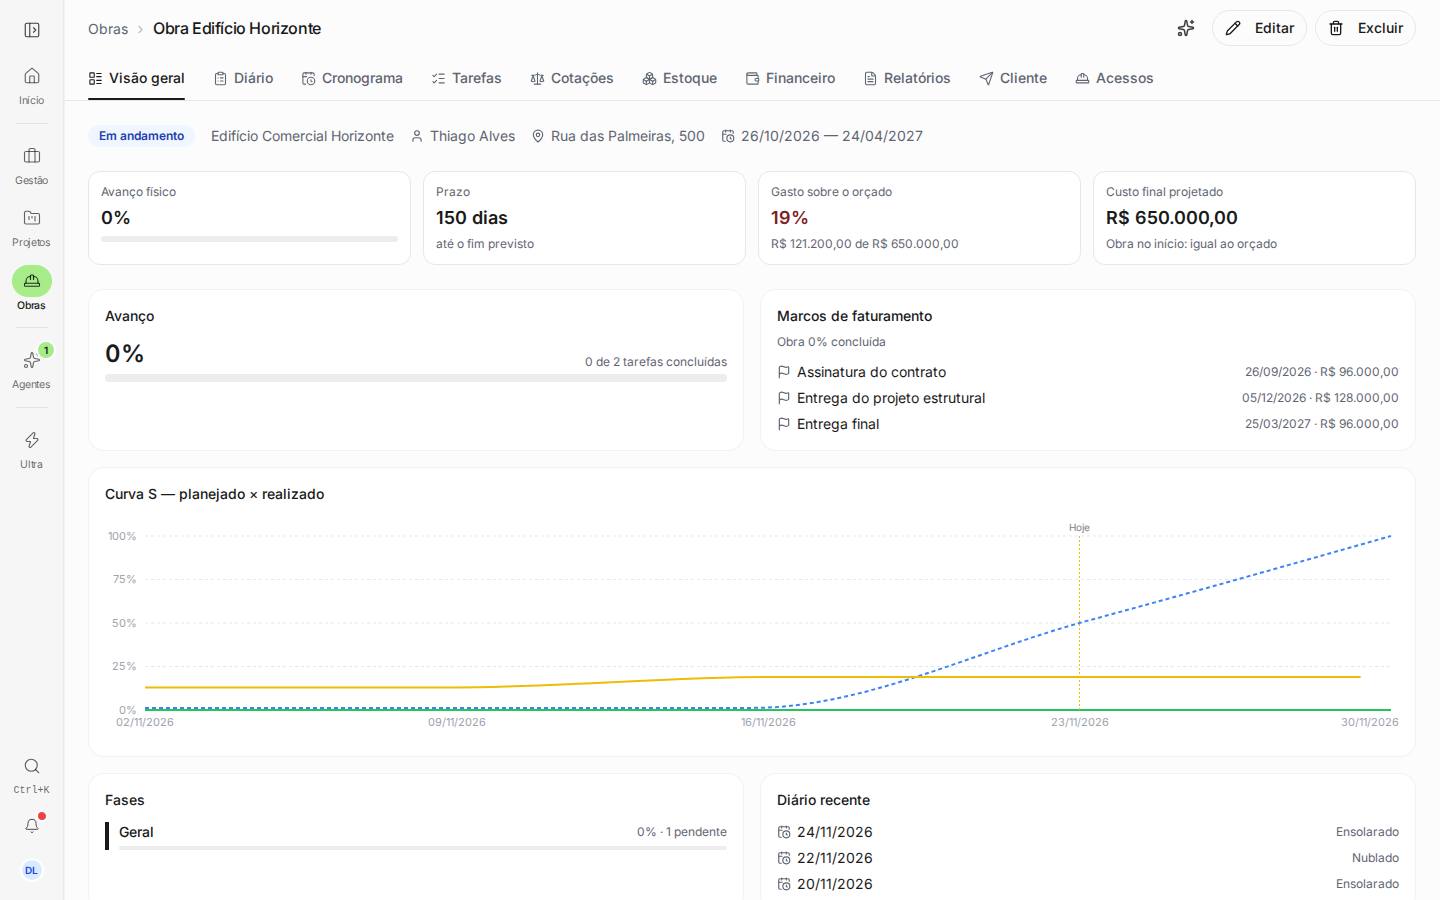 Obras › Obra Edifício Horizonte
Editar
Excluir
Início
Gestão
Projetos
Obras
1
Agentes
Ultra
Ctrl+K
DL
Visão geral
Diário
Cronograma
Tarefas
Cotações
Estoque
Financeiro
Relatórios
Cliente
Acessos
Em andamento
Edifício Comercial Horizonte
Thiago Alves
Rua das Palmeiras, 500
26/10/2026 — 24/04/2027
Avanço físico
0%
Prazo
150 dias
até o fim previsto
Gasto sobre o orçado
19%
R$ 121.200,00 de R$ 650.000,00
Custo final projetado
R$ 650.000,00
Obra no início: igual ao orçado
Avanço
0%
0 de 2 tarefas concluídas
Marcos de faturamento
Obra 0% concluída
Assinatura do contrato 26/09/2026 · R$ 96.000,00
Entrega do projeto estrutural 05/12/2026 · R$ 128.000,00
Entrega final 25/03/2027 · R$ 96.000,00
Curva S — planejado × realizado
Hoje
100%
75%
50%
25%
0%
02/11/2026 09/11/2026 16/11/2026 23/11/2026 30/11/2026
Fases
Geral 0% · 1 pendente
Diário recente
24/11/2026 Ensolarado
22/11/2026 Nublado
20/11/2026 Ensolarado